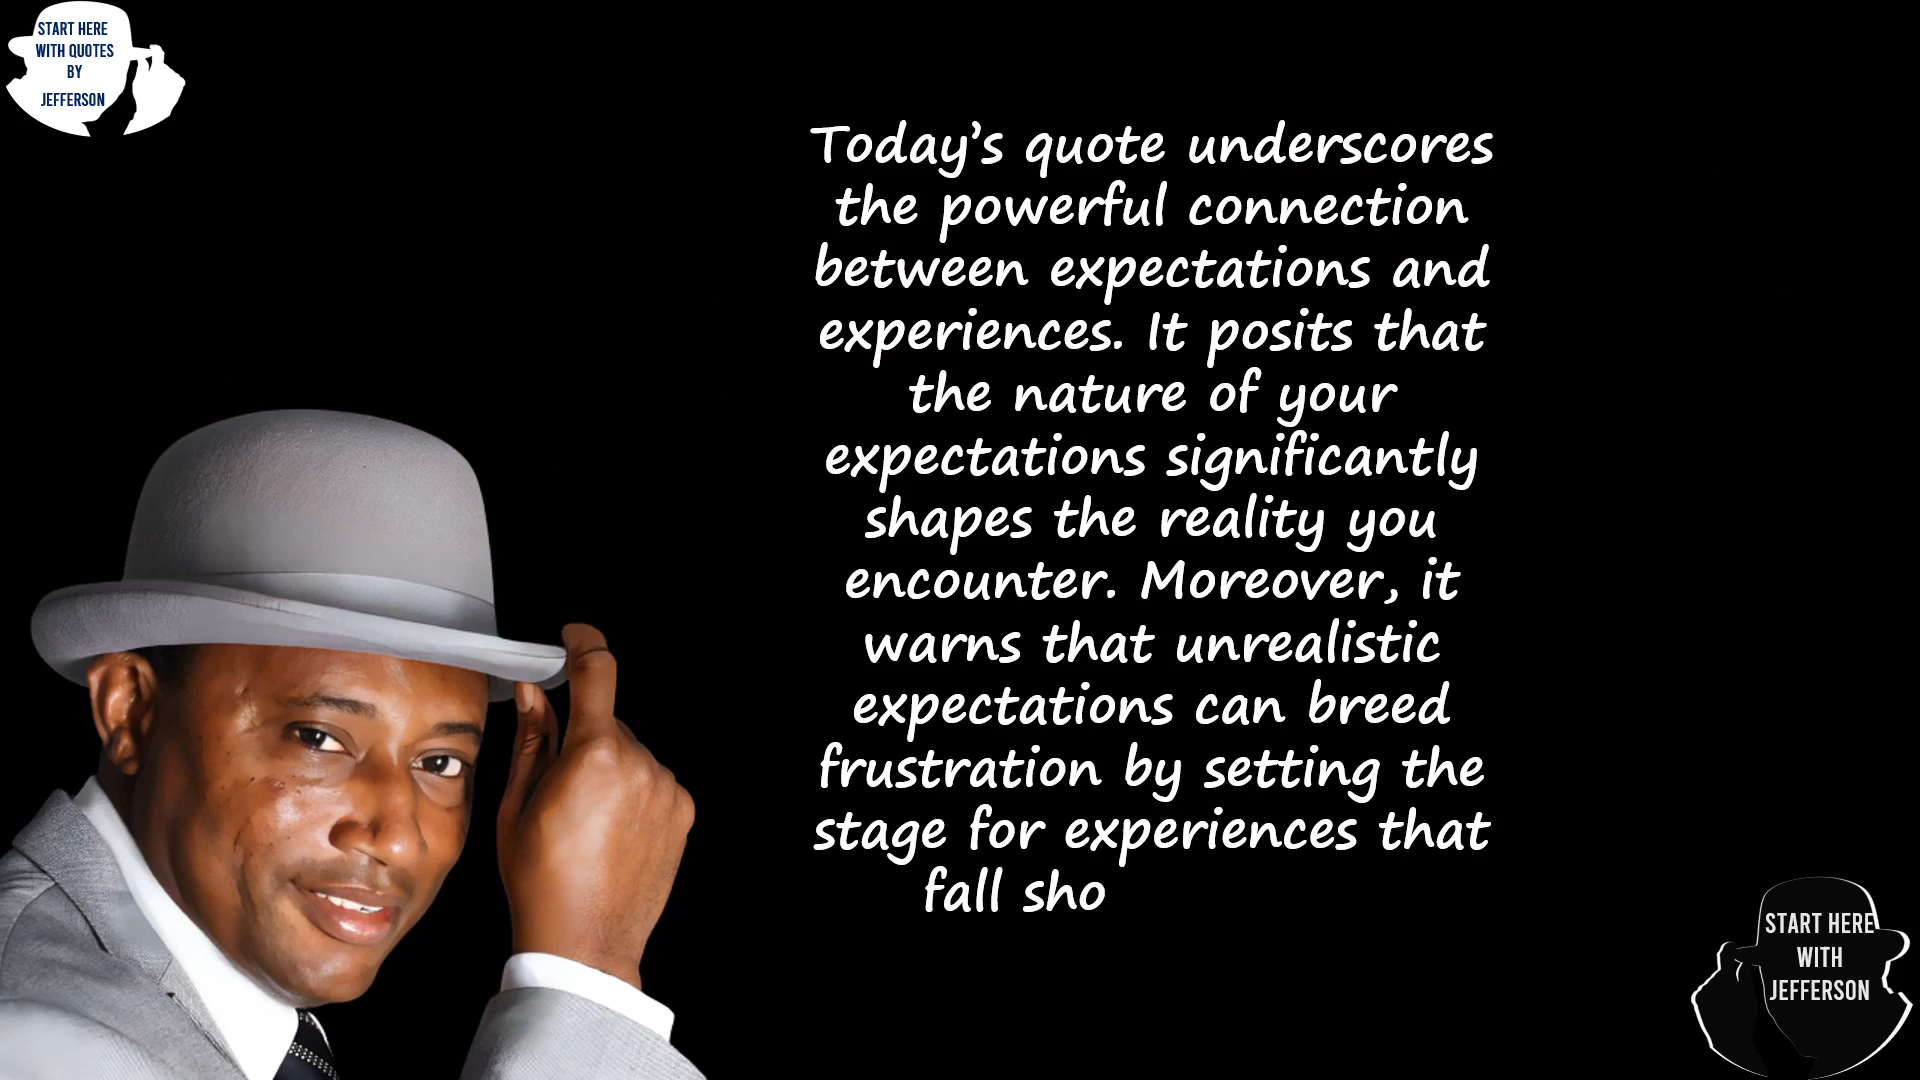 START HERE
WITH QUOTES
BY
JEFFERSON
Today’s quote underscores
the powerful connection
between expectations and
experiences. It posits that
the nature of your
expectations significantly
shapes the reality you
encounter. Moreover, it
warns that unrealistic
expectations can breed
frustration by setting the
stage for experiences that
fall sho
START HERE
WITH
JEFFERSON